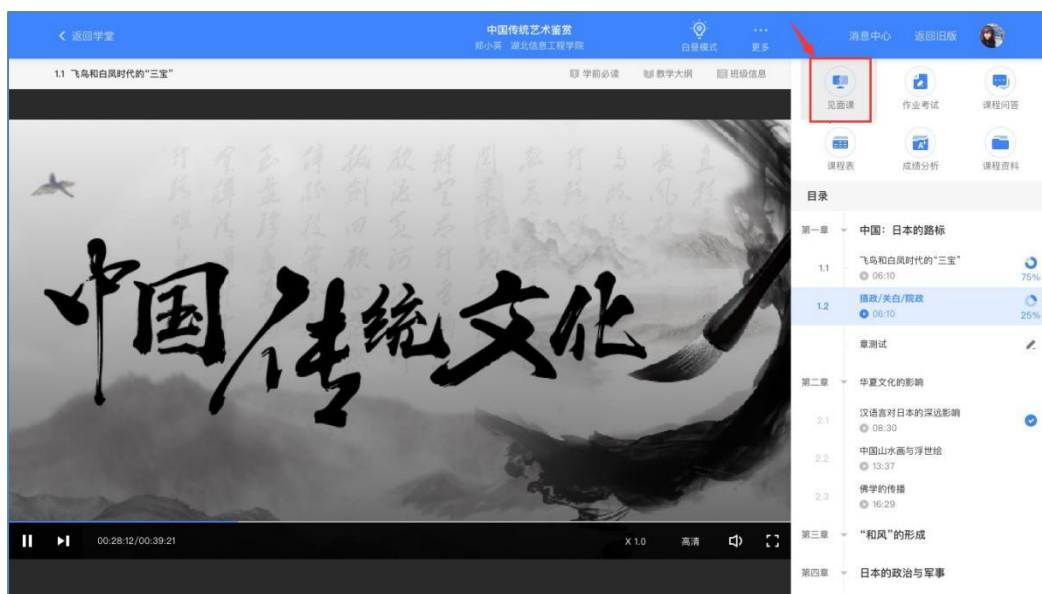 返回学堂
中国传统艺术鉴赏
郑小英 湖北信息工程学院
白昼模式
更多
消息中心
返回旧版
1.1 飞鸟和白凤时代的“三宝”
学前必读
教学大纲
班级信息
见面课
作业考试
课程问答
课程表
成绩分析
课程资料
中国传统文化
目录
第一章 中国：日本的路标
1.1 飞鸟和白凤时代的“三宝”
06:10
75%
1.2 摄政/关白/院政
06:10
25%
章测试
第二章 华夏文化的影响
2.1 汉语言对日本的深远影响
08:30
2.2 中国山水画与浮世绘
13:37
2.3 佛学的传播
16:29
第三章 “和风”的形成
第四章 日本的政治与军事
00:28:12/00:39:21
X 1.0
高清